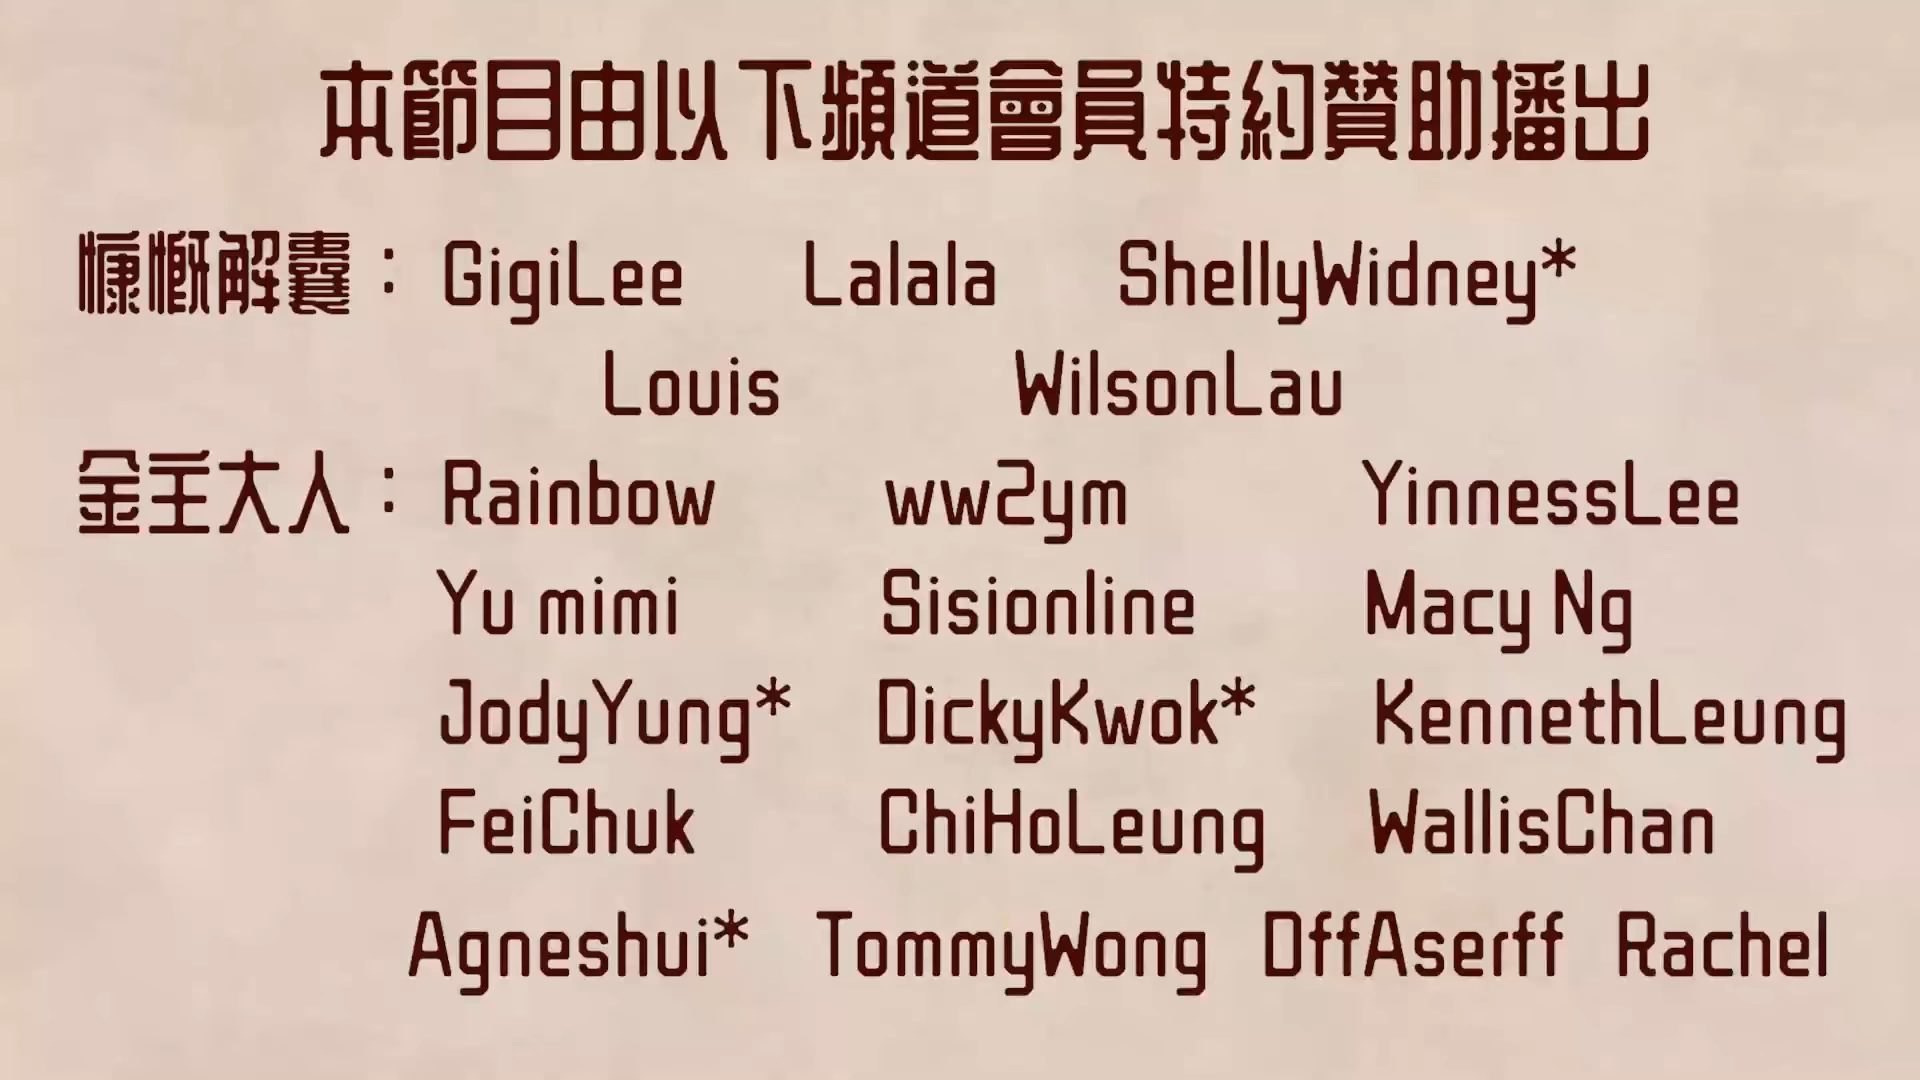 本節目由以下頻道會員特約贊助播出
慷慨解囊：GigiLee Lalala ShellyWidney*
Louis WilsonLau
金主大人：Rainbow ww2ym YinnessLee
Yu mimi Sisionline Macy Ng
JodyYung* DickyKwok* KennethLeung
FeiChuk ChiHoLeung WallisChan
Agneshui* TommyWong OffAserff Rachel